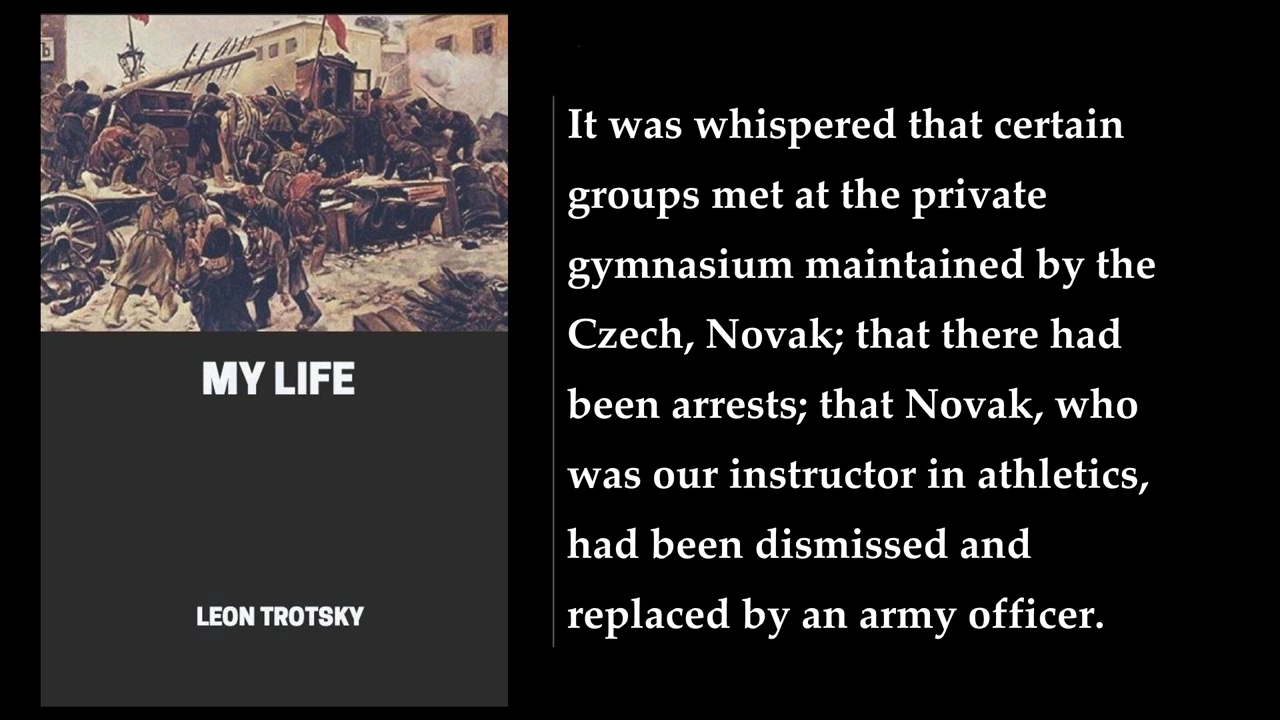 MY LIFE
LEON TROTSKY
It was whispered that certain
groups met at the private
gymnasium maintained by the
Czech, Novak; that there had
been arrests; that Novak, who
was our instructor in athletics,
had been dismissed and
replaced by an army officer.